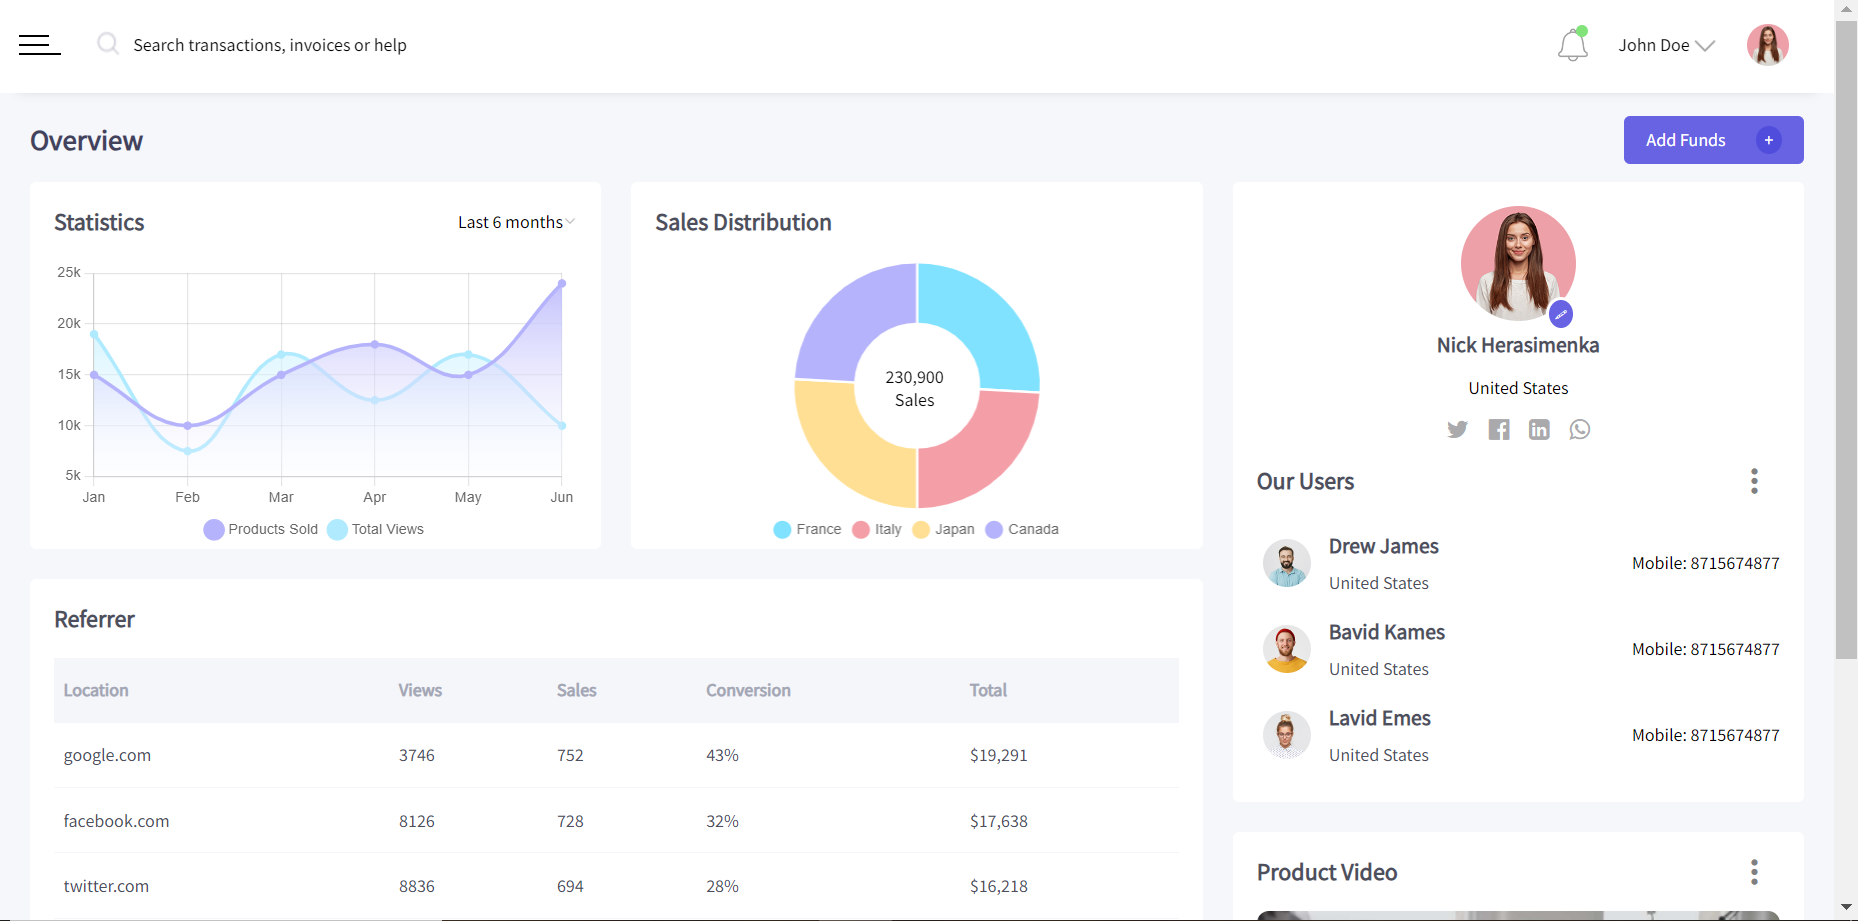 Search transactions, invoices or help
John Doe
Overview
Add Funds +
Statistics
Last 6 months
25k
20k
15k
10k
5k
Jan Feb Mar Apr May Jun
Products Sold Total Views
Sales Distribution
230,900
Sales
France Italy Japan Canada
Nick Herasimenka
United States
Our Users
Drew James
United States
Mobile: 8715674877
Bavid Kames
United States
Mobile: 8715674877
Lavid Emes
United States
Mobile: 8715674877
Referrer
Location Views Sales Conversion Total
google.com 3746 752 43% $19,291
facebook.com 8126 728 32% $17,638
twitter.com 8836 694 28% $16,218
Product Video